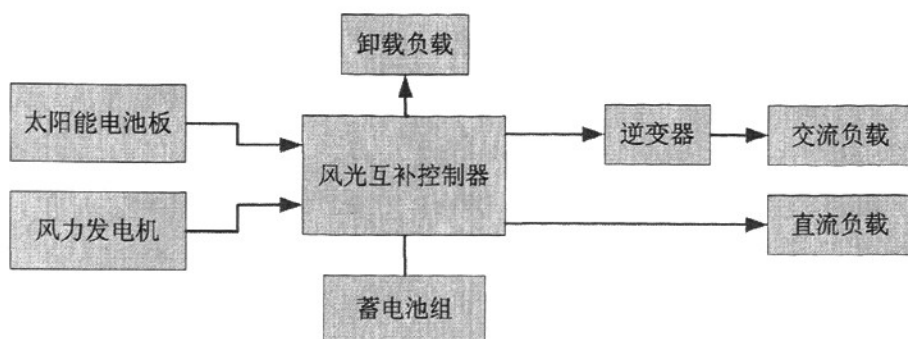 卸载负载
太阳能电池板
风力发电机
风光互补控制器
逆变器
交流负载
直流负载
蓄电池组